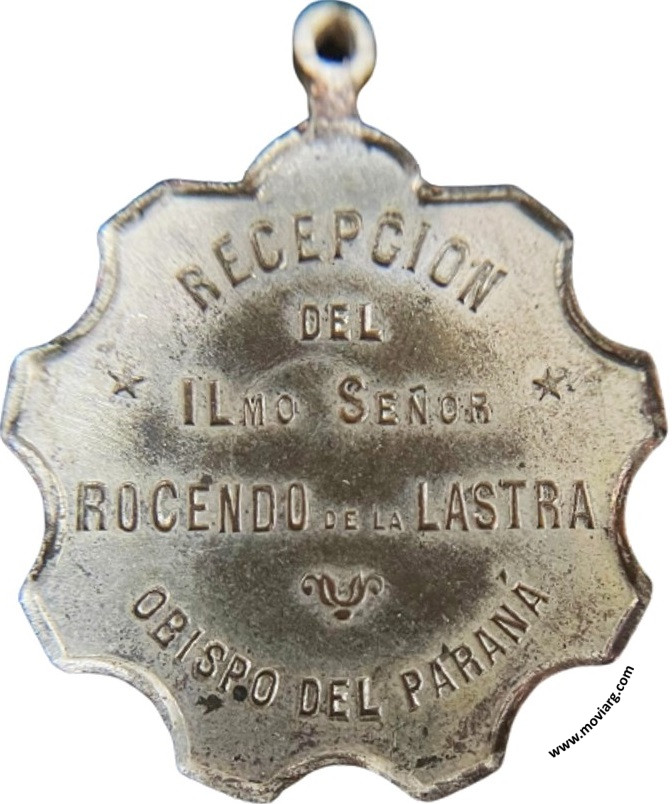 RECEPCION
DEL
★ ILMO SEÑOR ★
ROCENDO DE LA LASTRA
OBISPO DEL PARANÁ
www.moviarg.com